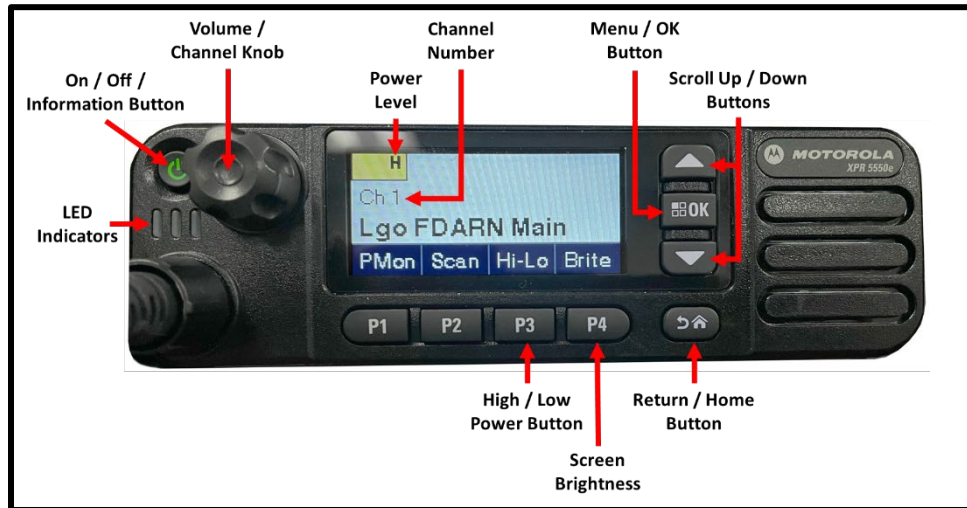 Volume /
Channel Knob
Channel
Number
Menu / OK
Button
On / Off /
Information Button
Power
Level
Scroll Up / Down
Buttons
H
MOTOROLA
XPR 5550e
Ch 1
OK
LED
Indicators
Lgo FDARN Main
PMon Scan Hi-Lo Brite
P1 P2 P3 P4
High / Low
Power Button
Return / Home
Button
Screen
Brightness